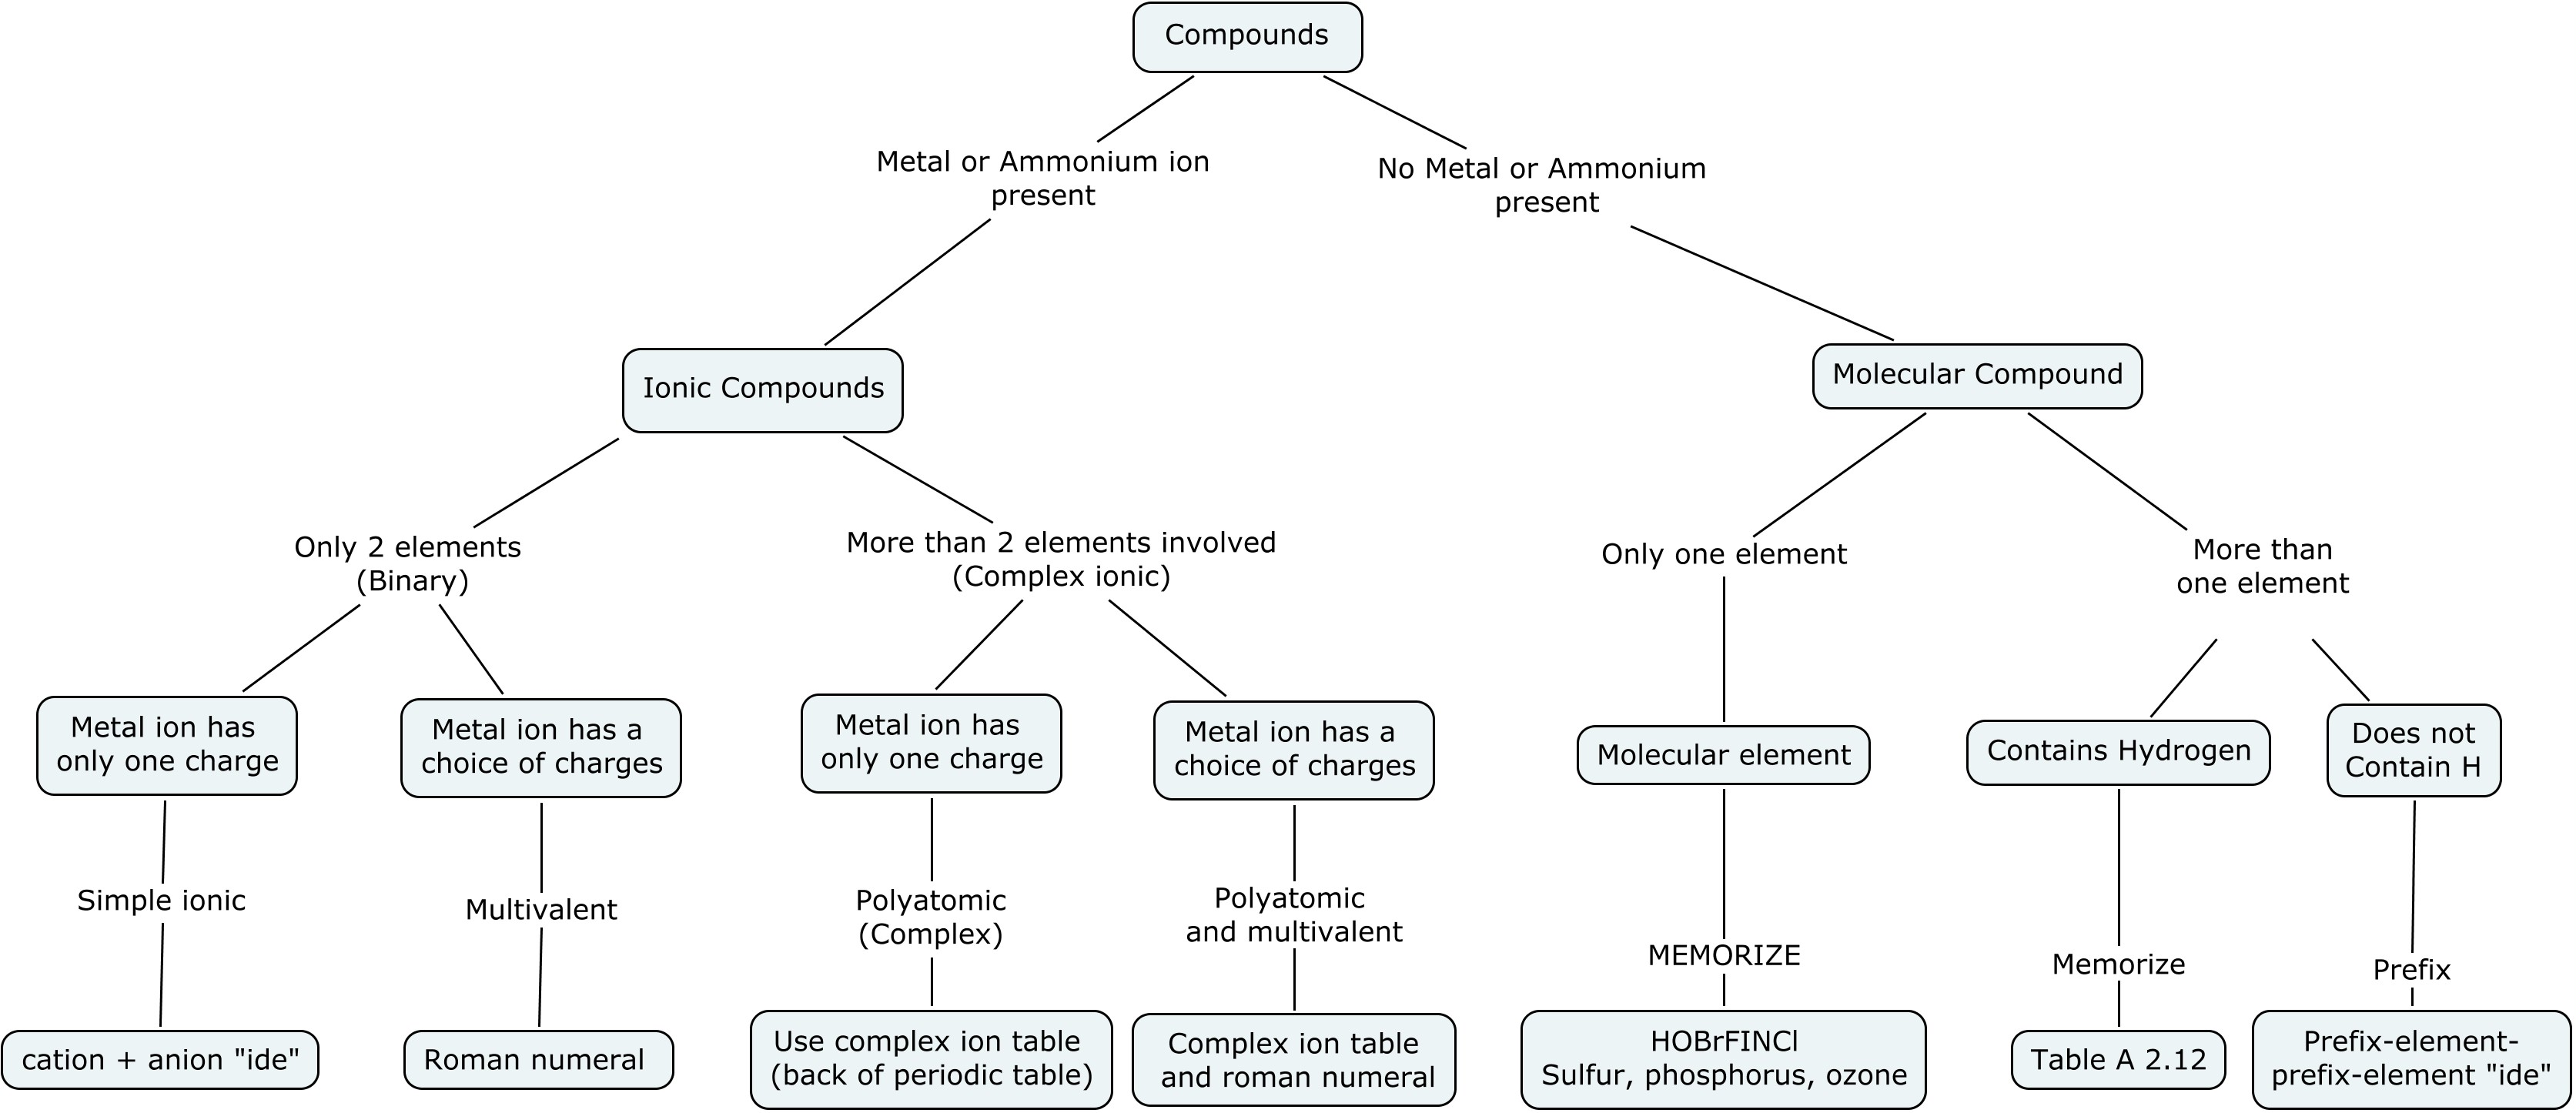 Compounds
Metal or Ammonium ion
present
No Metal or Ammonium
present
Ionic Compounds
Molecular Compound
Only 2 elements
(Binary)
More than 2 elements involved
(Complex ionic)
Only one element
More than
one element
Metal ion has
only one charge
Metal ion has a
choice of charges
Metal ion has
only one charge
Metal ion has a
choice of charges
Molecular element
Contains Hydrogen
Does not
Contain H
Simple ionic
Multivalent
Polyatomic
(Complex)
Polyatomic
and multivalent
MEMORIZE
Memorize
Prefix
cation + anion "ide"
Roman numeral
Use complex ion table
(back of periodic table)
Complex ion table
and roman numeral
HOBrFINCl
Sulfur, phosphorus, ozone
Table A 2.12
Prefix-element-
prefix-element "ide"